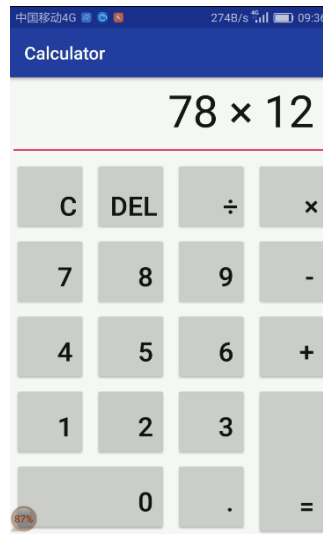 中国移动4G 274B/s 4G 09:36
Calculator
78 × 12
C DEL ÷ ×
7 8 9 -
4 5 6 +
1 2 3
0 . =
87%